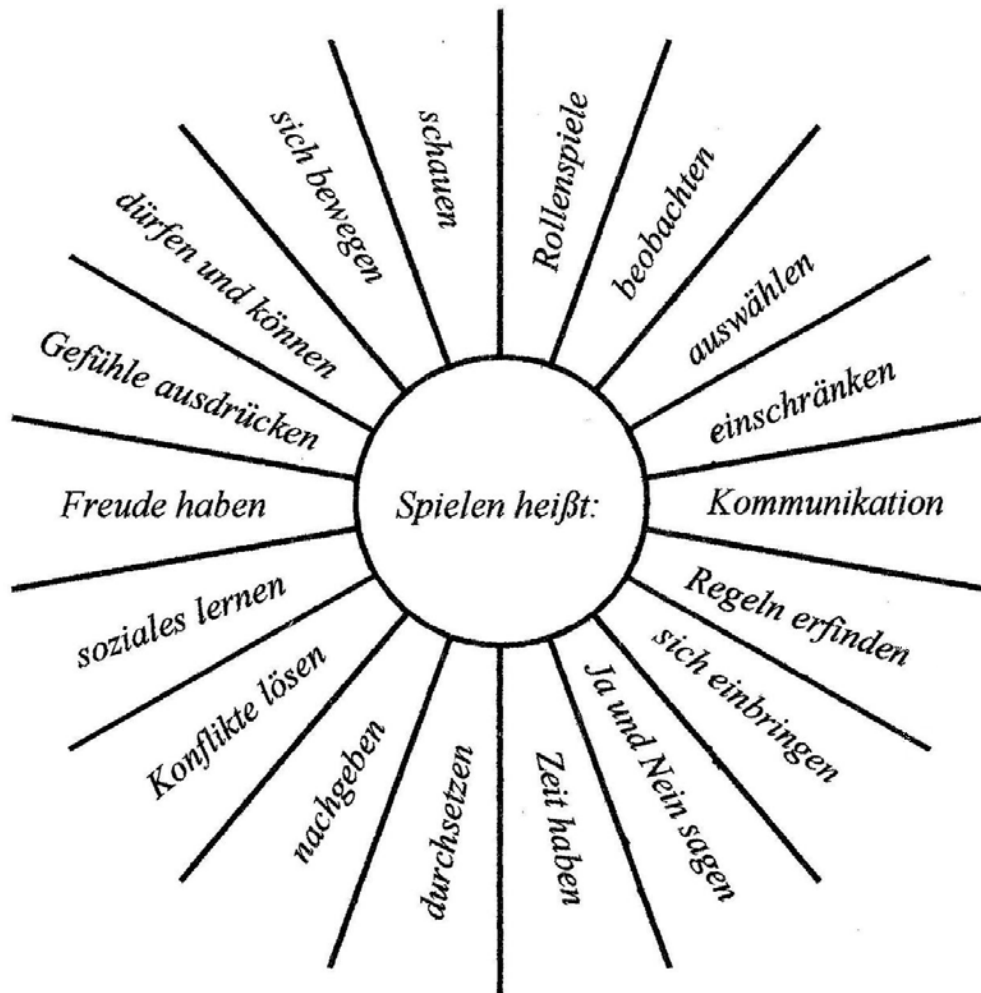 Spielen heißt:
Rollenspiele
beobachten
auswählen
einschränken
Kommunikation
Regeln erfinden
sich einbringen
Ja und Nein sagen
Zeit haben
durchsetzen
nachgeben
Konflikte lösen
soziales lernen
Freude haben
Gefühle ausdrücken
dürfen und können
sich bewegen
schauen